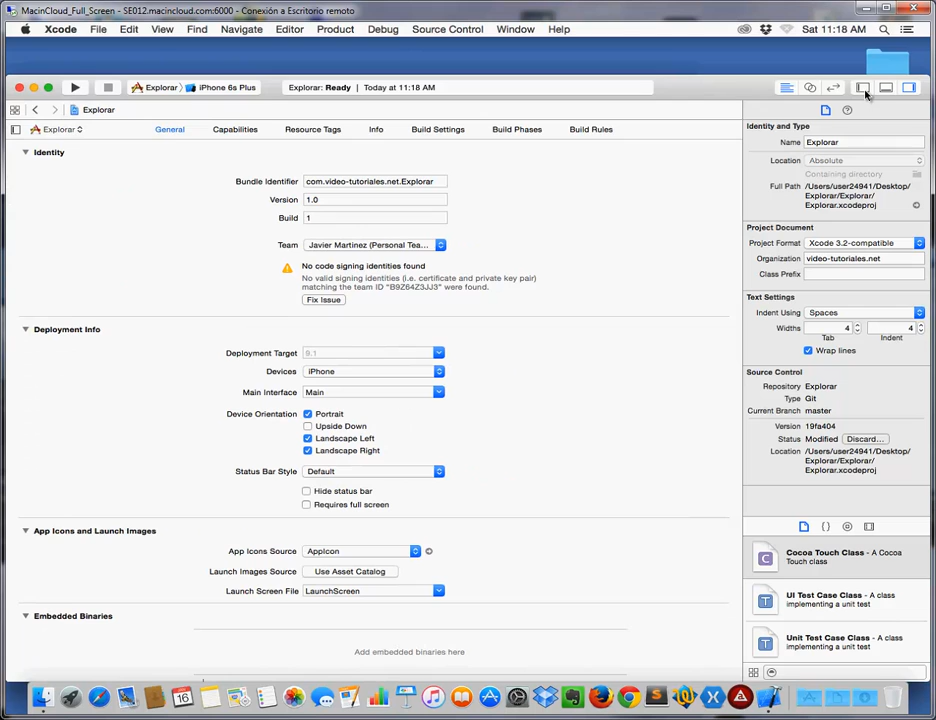 MacinCloud_Full_Screen - SE012.macincloud.com:6000 - Conexión a Escritorio remoto
Xcode File Edit View Find Navigate Editor Product Debug Source Control Window Help Sat 11:18 AM
Explorar iPhone 6s Plus Explorar: Ready Today at 11:18 AM
Explorar
Explorar General Capabilities Resource Tags Info Build Settings Build Phases Build Rules
Identity
Bundle Identifier com.video-tutoriales.net.Explorar
Version 1.0
Build 1
Team Javier Martinez (Personal Tea...
No code signing identities found
No valid signing identities (i.e. certificate and private key pair)
matching the team ID “B9Z64Z3JJ3” were found.
Fix Issue
Deployment Info
Deployment Target 9.1
Devices iPhone
Main Interface Main
Device Orientation Portrait
Upside Down
Landscape Left
Landscape Right
Status Bar Style Default
Hide status bar
Requires full screen
App Icons and Launch Images
App Icons Source AppIcon
Launch Images Source Use Asset Catalog
Launch Screen File LaunchScreen
Embedded Binaries
Add embedded binaries here
Identity and Type
Name Explorar
Location Absolute
Containing directory
Full Path /Users/user24941/Desktop/
Explorar/Explorar/
Explorar.xcodeproj
Project Document
Project Format Xcode 3.2-compatible
Organization video-tutoriales.net
Class Prefix
Text Settings
Indent Using Spaces
Widths 4 4
Tab Indent
Wrap lines
Source Control
Repository Explorar
Type Git
Current Branch master
Version 19fa404
Status Modified Discard...
Location /Users/user24941/Desktop/
Explorar/Explorar/
Explorar.xcodeproj
C Cocoa Touch Class - A Cocoa
Touch class
T UI Test Case Class - A class
implementing a unit test
T Unit Test Case Class - A class
implementing a unit test
16